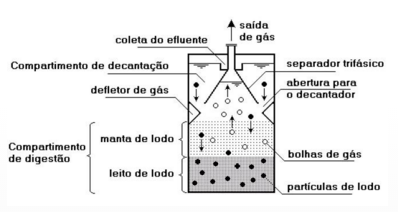 saída
de gás
coleta do efluente
Compartimento de decantação
separador trifásico
defletor de gás
abertura para
o decantador
Compartimento
de digestão
manta de lodo
bolhas de gás
leito de lodo
partículas de lodo